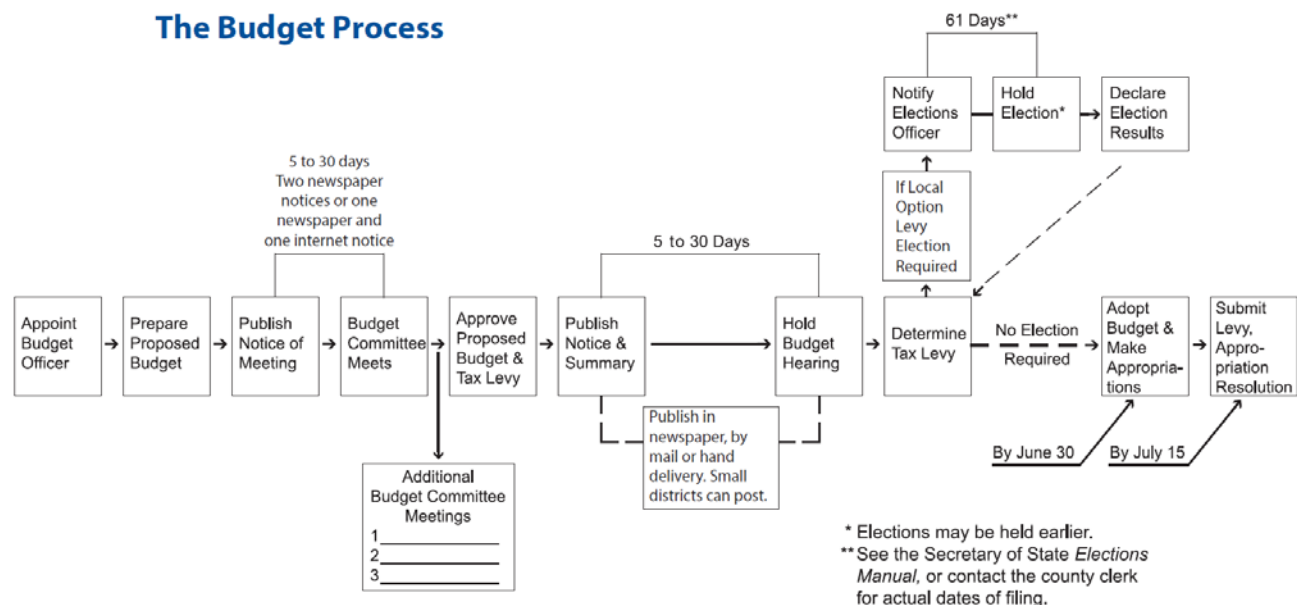 The Budget Process
61 Days**
Notify
Elections
Officer
Hold
Election*
Declare
Election
Results
5 to 30 days
Two newspaper
notices or one
newspaper and
one internet notice
If Local
Option
Levy
Election
Required
5 to 30 Days
Appoint
Budget
Officer
Prepare
Proposed
Budget
Publish
Notice of
Meeting
Budget
Committee
Meets
Approve
Proposed
Budget &
Tax Levy
Publish
Notice &
Summary
Hold
Budget
Hearing
Determine
Tax Levy
No Election
Required
Adopt
Budget &
Make
Appropria-
tions
Submit
Levy,
Appro-
priation
Resolution
Publish in
newspaper, by
mail or hand
delivery. Small
districts can post.
By June 30
By July 15
Additional
Budget Committee
Meetings
1
2
3
* Elections may be held earlier.
** See the Secretary of State Elections
Manual, or contact the county clerk
for actual dates of filing.